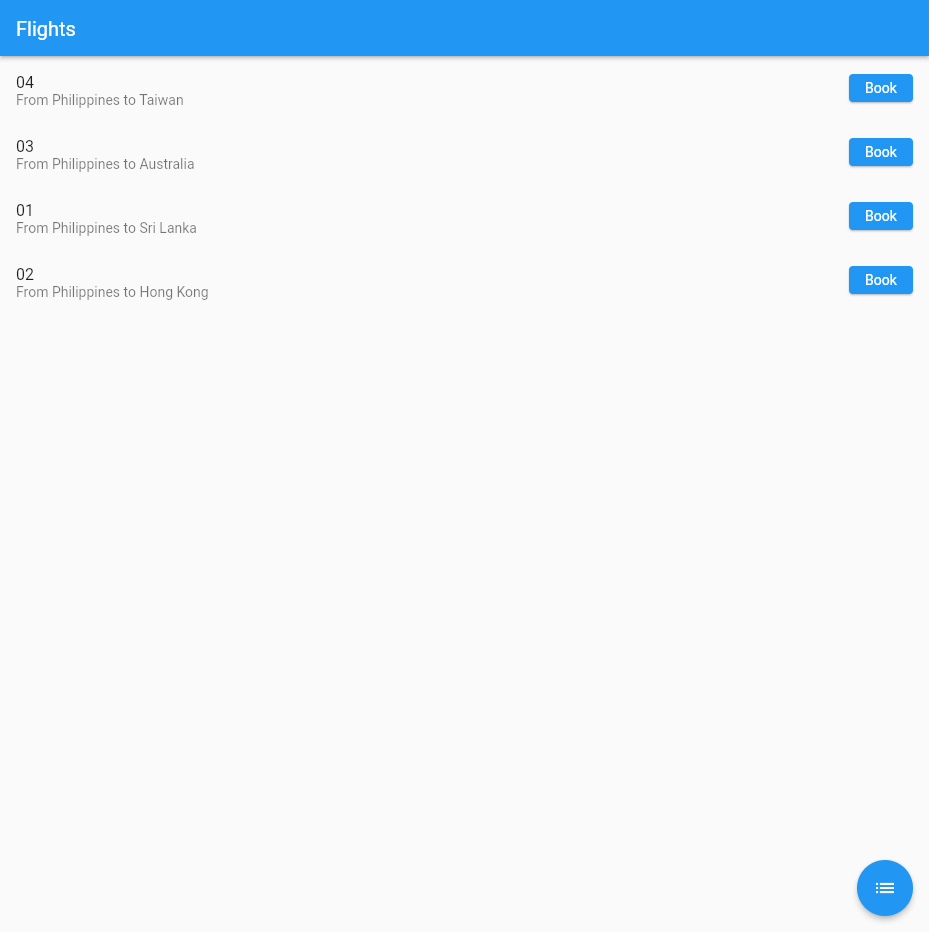 Flights
04
From Philippines to Taiwan
Book
03
From Philippines to Australia
Book
01
From Philippines to Sri Lanka
Book
02
From Philippines to Hong Kong
Book